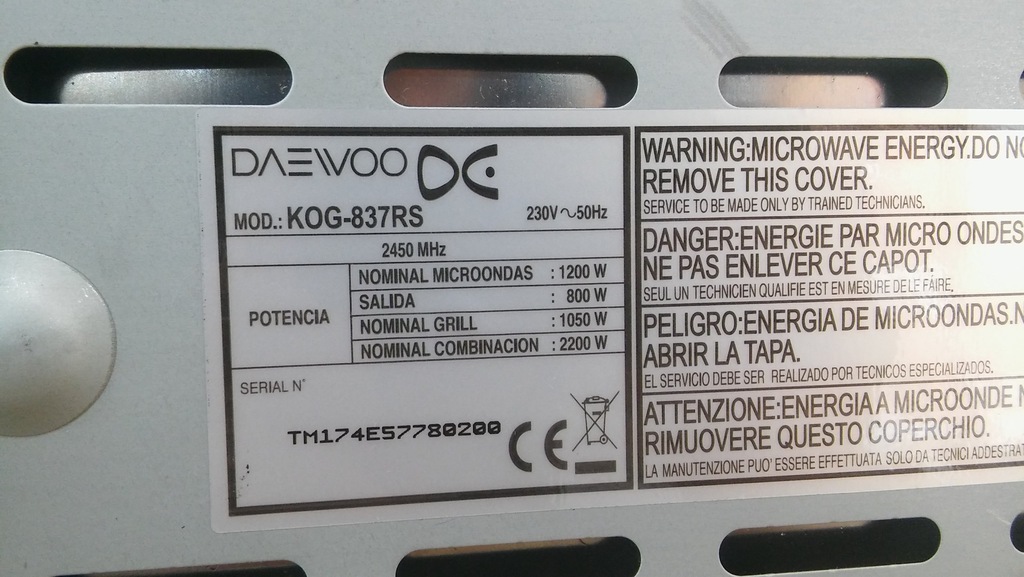 DAEWOO
MOD.: KOG-837RS 230V~50Hz
2450 MHz
POTENCIA
NOMINAL MICROONDAS : 1200 W
SALIDA : 800 W
NOMINAL GRILL : 1050 W
NOMINAL COMBINACION : 2200 W
SERIAL N°
TM174E57780200
CE
WARNING:MICROWAVE ENERGY.DO
REMOVE THIS COVER.
SERVICE TO BE MADE ONLY BY TRAINED TECHNICIANS.
DANGER:ENERGIE PAR MICRO ONDES
NE PAS ENLEVER CE CAPOT.
SEUL UN TECHNICIEN QUALIFIE EST EN MESURE DE LE FAIRE.
PELIGRO:ENERGIA DE MICROONDAS.
ABRIR LA TAPA.
EL SERVICIO DEBE SER REALIZADO POR TECNICOS ESPECIALIZADOS.
ATTENZIONE:ENERGIA A MICROONDE
RIMUOVERE QUESTO COPERCHIO.
LA MANUTENZIONE PUO' ESSERE EFFETTUATA SOLO DA TECNICI